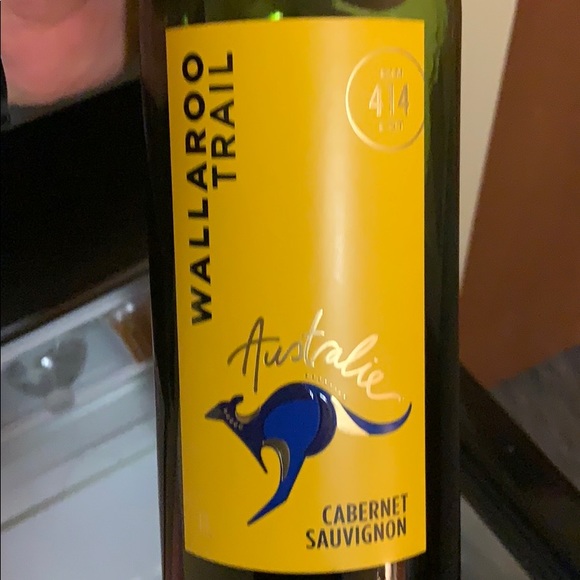 WALLAROO
TRAIL
414
Australie
CABERNET
SAUVIGNON